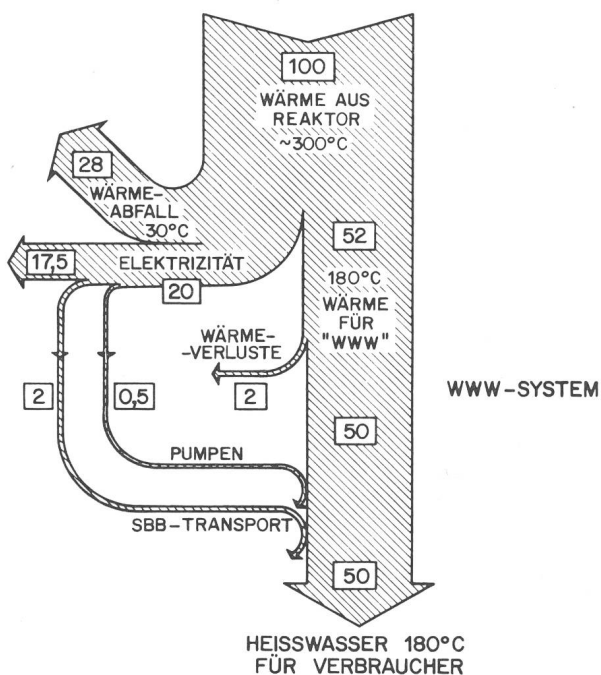 100
WÄRME AUS
REAKTOR
~300°C
28
WÄRME-
ABFALL
30°C
52
17,5
ELEKTRIZITÄT
20
180°C
WÄRME
FÜR
"WWW"
WÄRME-
-VERLUSTE
2
0,5
2
WWW-SYSTEM
50
PUMPEN
SBB-TRANSPORT
50
HEISSWASSER 180°C
FÜR VERBRAUCHER